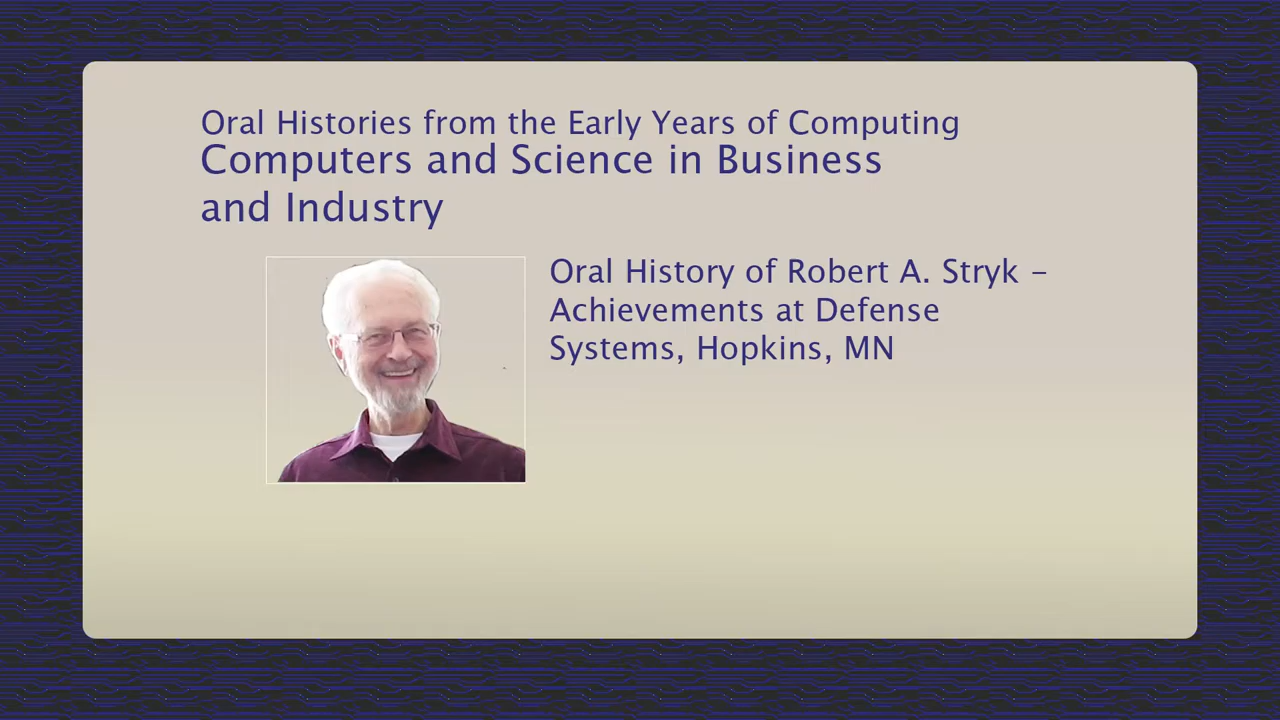 Oral Histories from the Early Years of Computing
Computers and Science in Business
and Industry
Oral History of Robert A. Stryk –
Achievements at Defense
Systems, Hopkins, MN